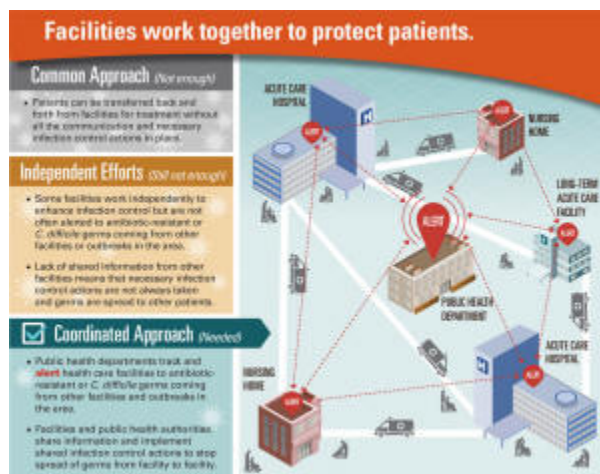 Facilities work together to protect patients.
Common Approach (Not enough)
• Patients can be transferred back and
forth from facilities for treatment without
all the communication and necessary
infection control actions in place.
Independent Efforts (Still not enough)
• Some facilities work independently to
enhance infection control but are not
often alerted to antibiotic-resistant or
C. difficile germs coming from other
facilities or outbreaks in the area.
• Lack of shared information from other
facilities means that necessary infection
control actions are not always taken
and germs are spread to other patients.
Coordinated Approach (Needed)
• Public health departments track and
alert health care facilities to antibiotic-
resistant or C. difficile germs coming
from other facilities and outbreaks in
the area.
• Facilities and public health authorities
share information and implement
shared infection control actions to stop
spread of germs from facility to facility.
ACUTE CARE
HOSPITAL
ALERT
H
NURSING
HOME
ALERT
LONG-TERM
ACUTE CARE
FACILITY
ALERT
ALERT
PUBLIC HEALTH
DEPARTMENT
NURSING
HOME
ALERT
ACUTE CARE
HOSPITAL
H
ALERT